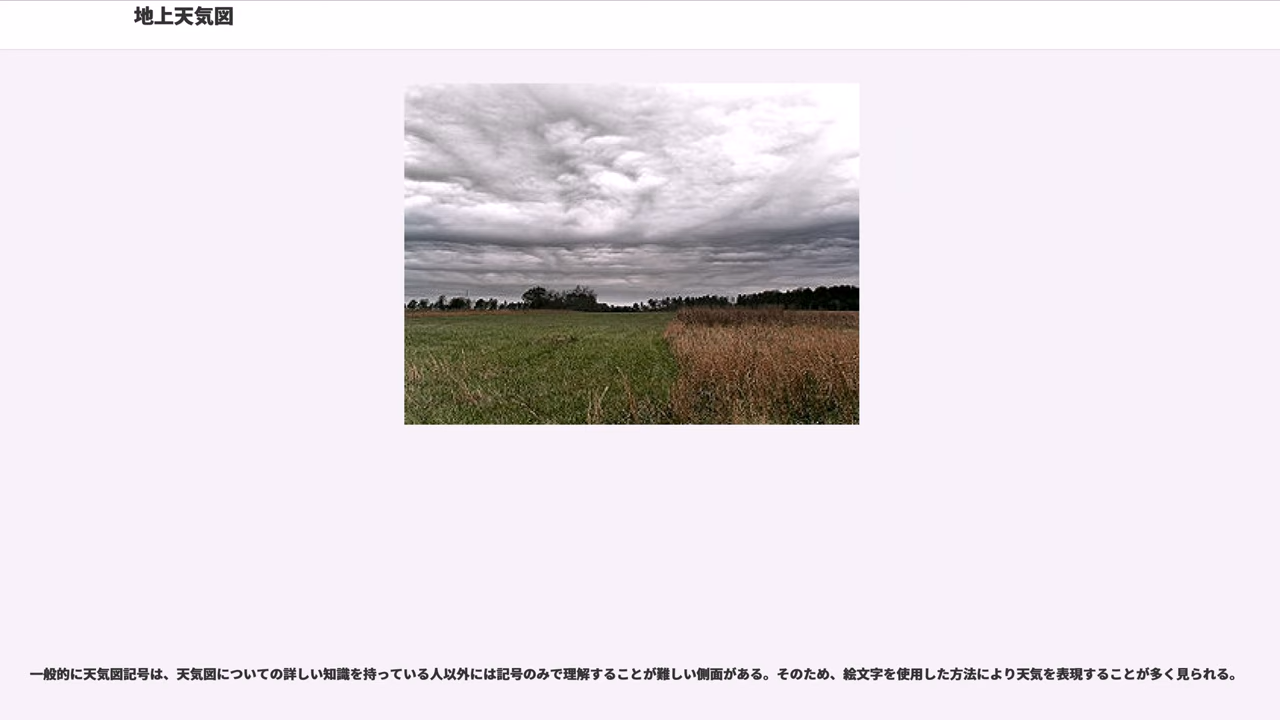 地上天気図
一般的に天気図記号は、天気図についての詳しい知識を持っている人以外には記号のみで理解することが難しい側面がある。そのため、絵文字を使用した方法により天気を表現することが多く見られる。